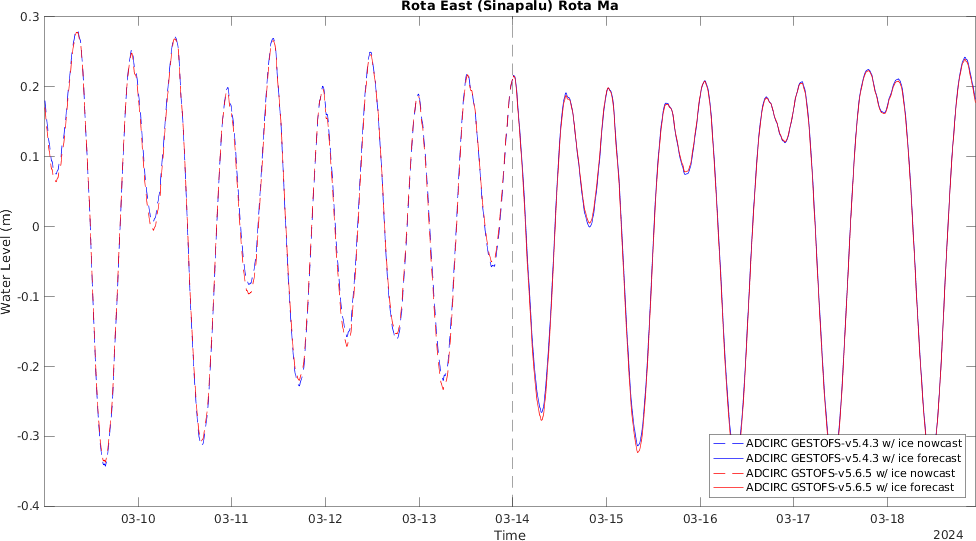 Rota East (Sinapalu) Rota Ma
0.3
0.2
0.1
0
-0.1
-0.2
-0.3
-0.4
Water Level (m)
ADCIRC GESTOFS-v5.4.3 w/ ice nowcast
ADCIRC GESTOFS-v5.4.3 w/ ice forecast
ADCIRC GSTOFS-v5.6.5 w/ ice nowcast
ADCIRC GSTOFS-v5.6.5 w/ ice forecast
03-10 03-11 03-12 03-13 03-14 03-15 03-16 03-17 03-18
Time
2024